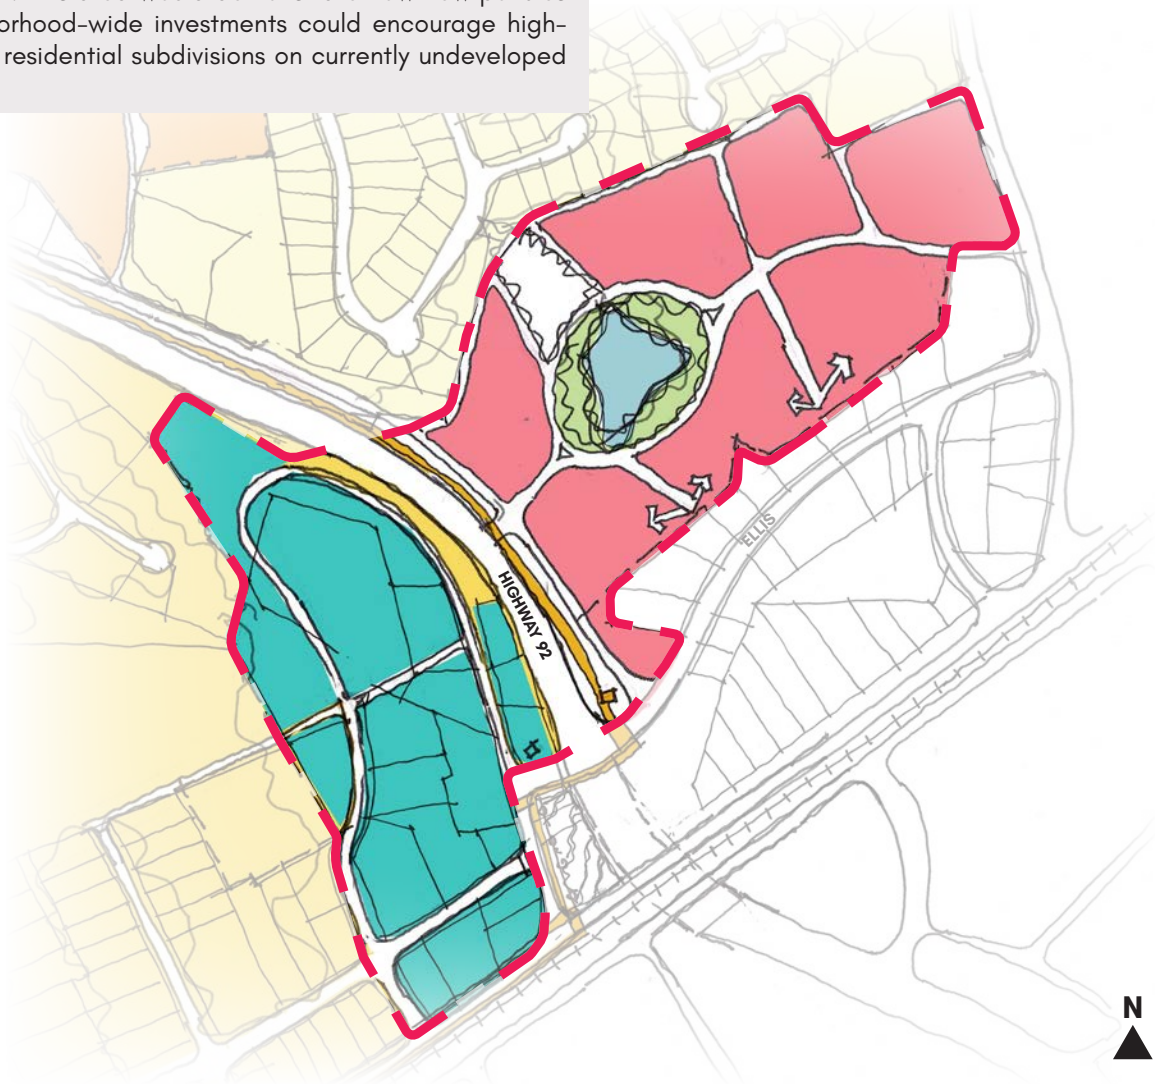 orhood-wide investments could encourage high-
residential subdivisions on currently undeveloped
ELLIS
HIGHWAY 92
N